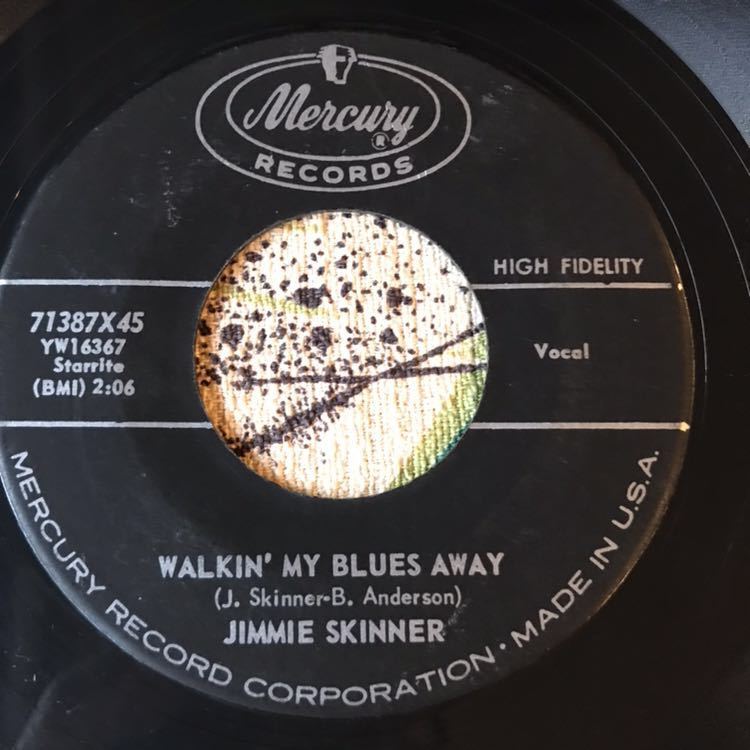 Mercury
®
RECORDS
HIGH FIDELITY
71387X45
YW16367
Starrite
(BMI) 2:06
Vocal
WALKIN' MY BLUES AWAY
(J. Skinner-B. Anderson)
JIMMIE SKINNER
MERCURY RECORD CORPORATION · MADE IN U.S.A.